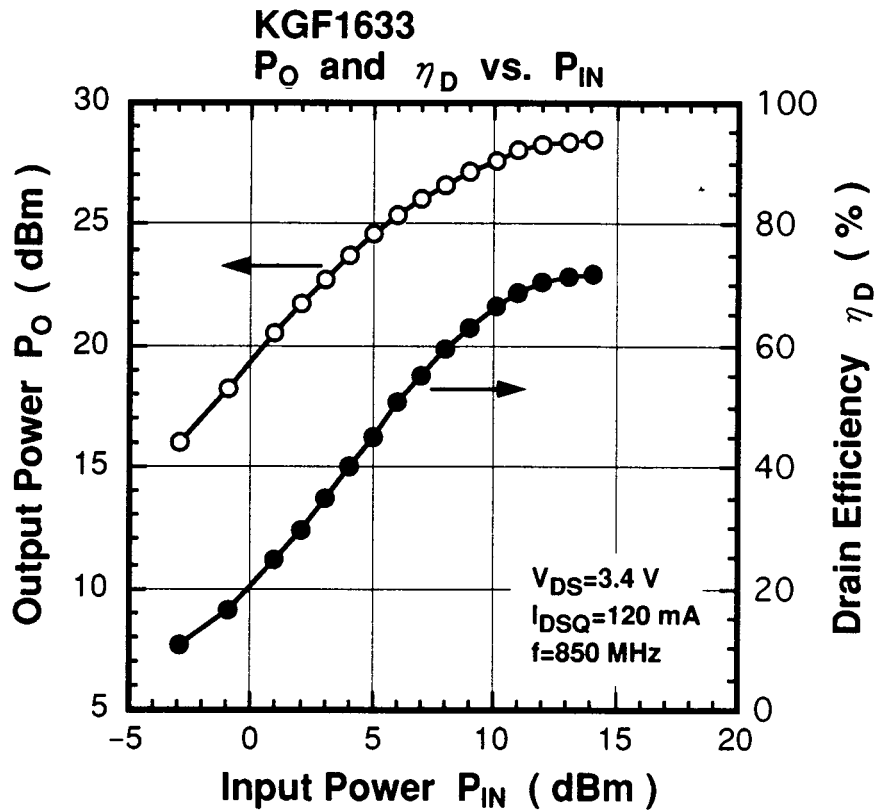 KGF1633
PO and ηD vs. PIN
30
25
20
15
10
5
100
80
60
40
20
0
-5
0
5
10
15
20
Output Power PO ( dBm )
Drain Efficiency ηD ( % )
VDS=3.4 V
IDSQ=120 mA
f=850 MHz
Input Power PIN ( dBm )